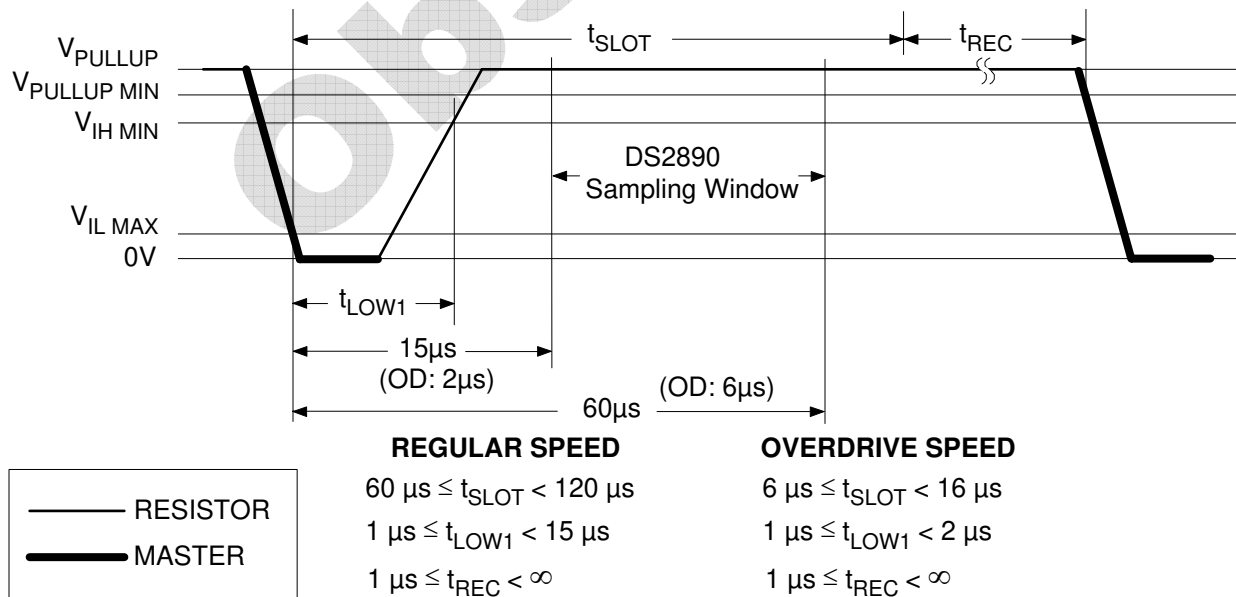 obs
t_SLOT
t_REC
V_PULLUP
V_PULLUP MIN
V_IH MIN
DS2890
Sampling Window
V_IL MAX
0V
t_LOW1
15µs
(OD: 2µs)
(OD: 6µs)
60µs
REGULAR SPEED
60 µs ≤ t_SLOT < 120 µs
1 µs ≤ t_LOW1 < 15 µs
1 µs ≤ t_REC < ∞
OVERDRIVE SPEED
6 µs ≤ t_SLOT < 16 µs
1 µs ≤ t_LOW1 < 2 µs
1 µs ≤ t_REC < ∞
RESISTOR
MASTER